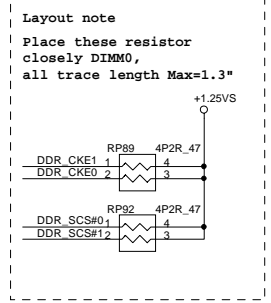 Layout note
Place these resistor
closely DIMM0,
all trace length Max=1.3"
+1.25VS
RP89 4P2R_47
DDR_CKE1 1 4
DDR_CKE0 2 3
RP92 4P2R_47
DDR_SCS#0 1 4
DDR_SCS#1 2 3